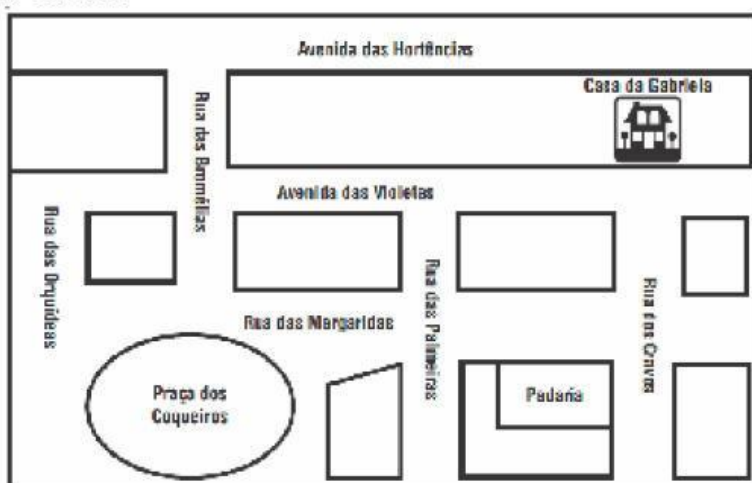 Avenida das Hortências
Casa da Gabriela
Rua das Bromélias
Avenida das Violetas
Rua das Orquídeas
Rua das Margaridas
Rua das Palmeiras
Rua dos Cravos
Praça dos
Coqueiros
Padaria